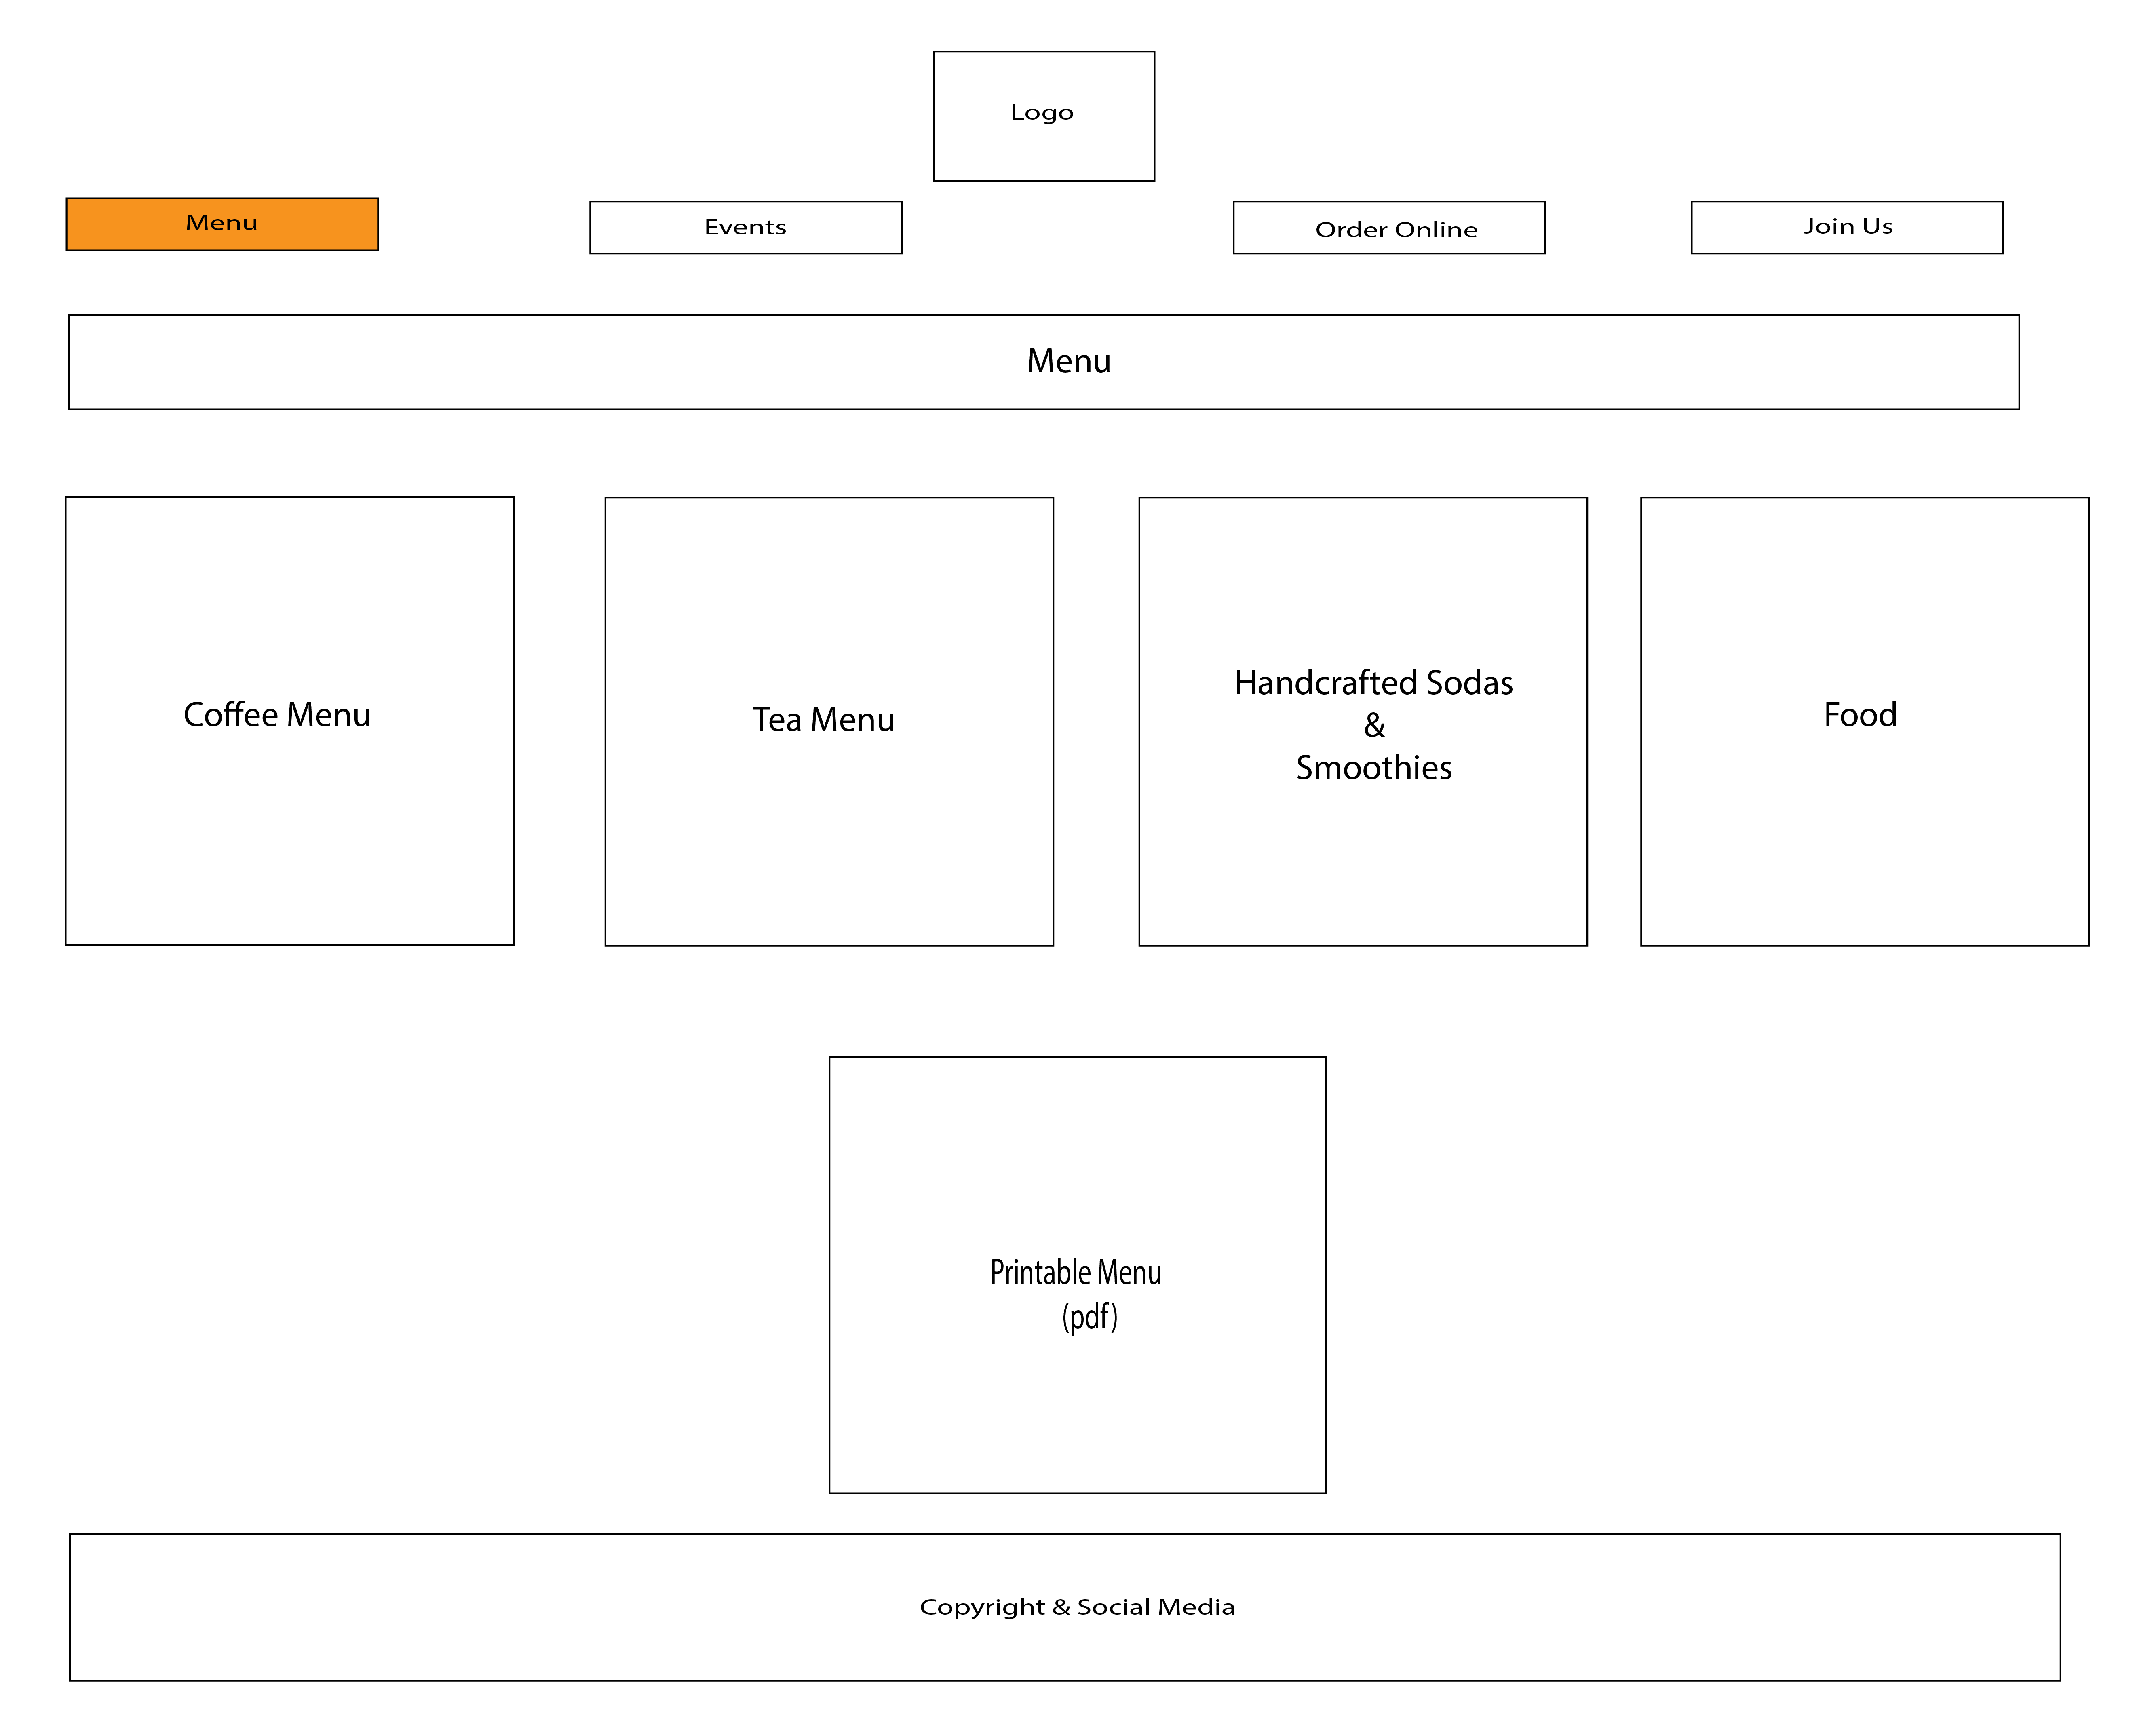 Logo
Menu
Events
Order Online
Join Us
Menu
Coffee Menu
Tea Menu
Handcrafted Sodas
&
Smoothies
Food
Printable Menu
(pdf)
Copyright & Social Media